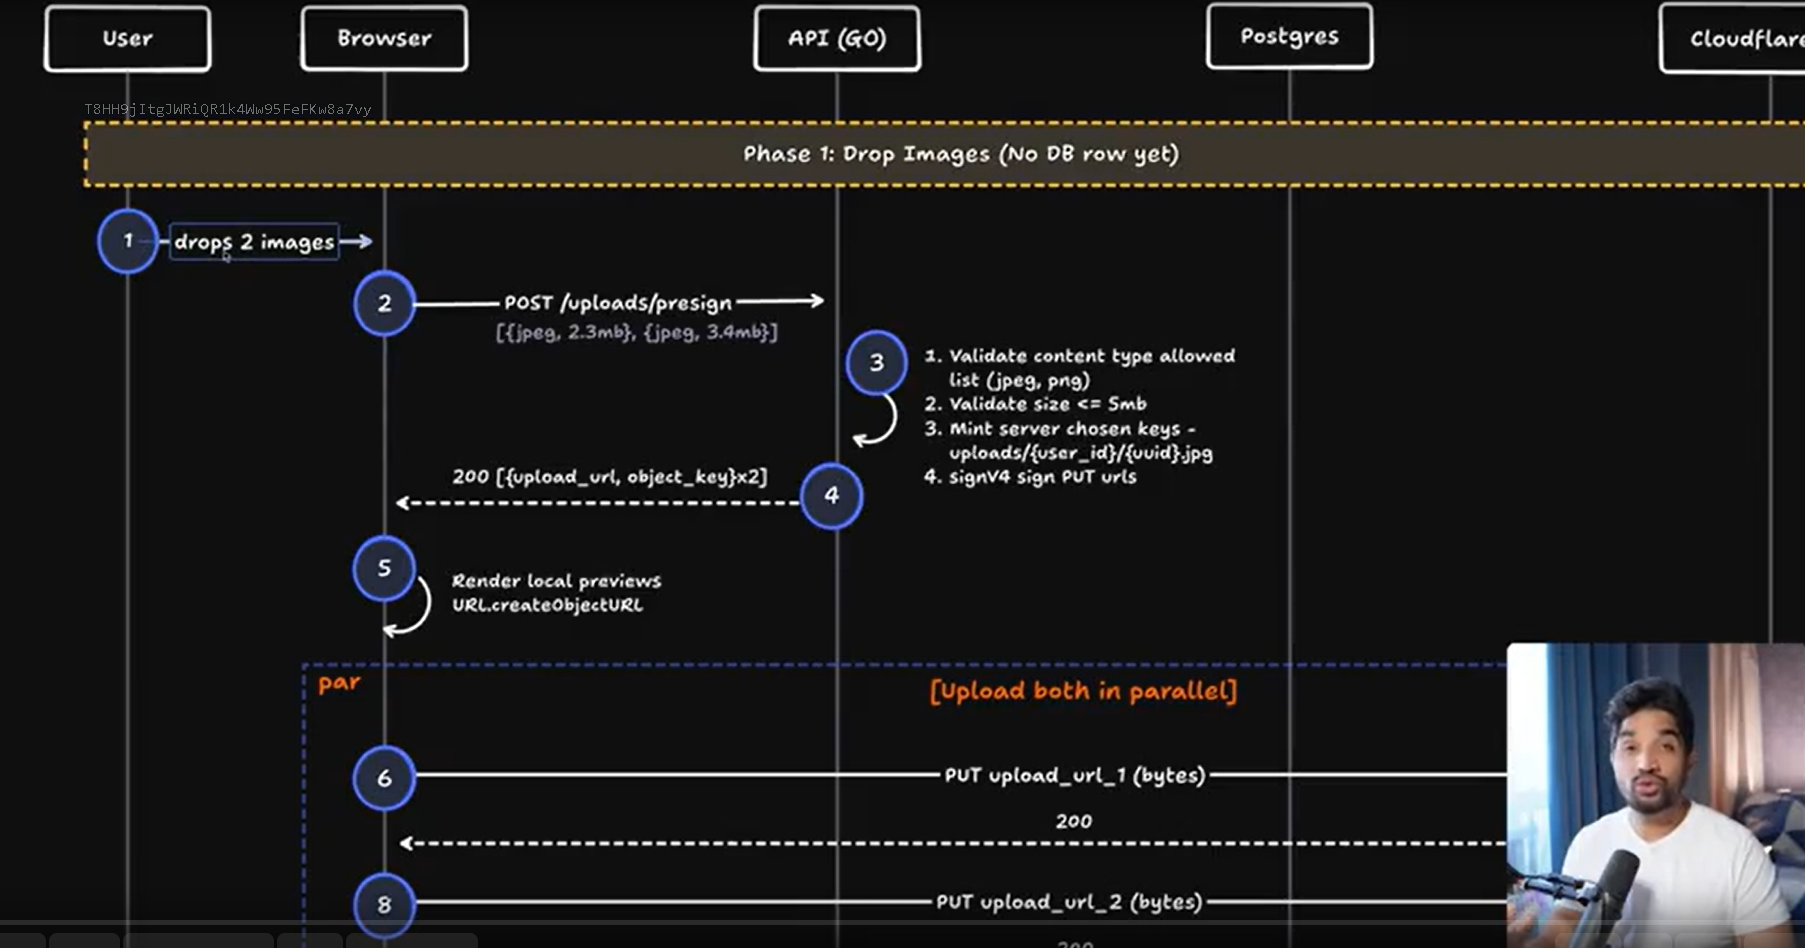 User
Browser
API (GO)
Postgres
Cloudflare
T8HH9jItgJWRiQR1k4Ww95FeFKw8a7vy
Phase 1: Drop Images (No DB row yet)
1
drops 2 images
2
POST /uploads/presign
[{jpeg, 2.3mb}, {jpeg, 3.4mb}]
3
1. Validate content type allowed
list (jpeg, png)
2. Validate size <= 5mb
3. Mint server chosen keys -
uploads/{user_id}/{uuid}.jpg
4. signV4 sign PUT urls
200 [{upload_url, object_key}x2]
4
5
Render local previews
URL.createObjectURL
par
[Upload both in parallel]
6
PUT upload_url_1 (bytes)
200
8
PUT upload_url_2 (bytes)